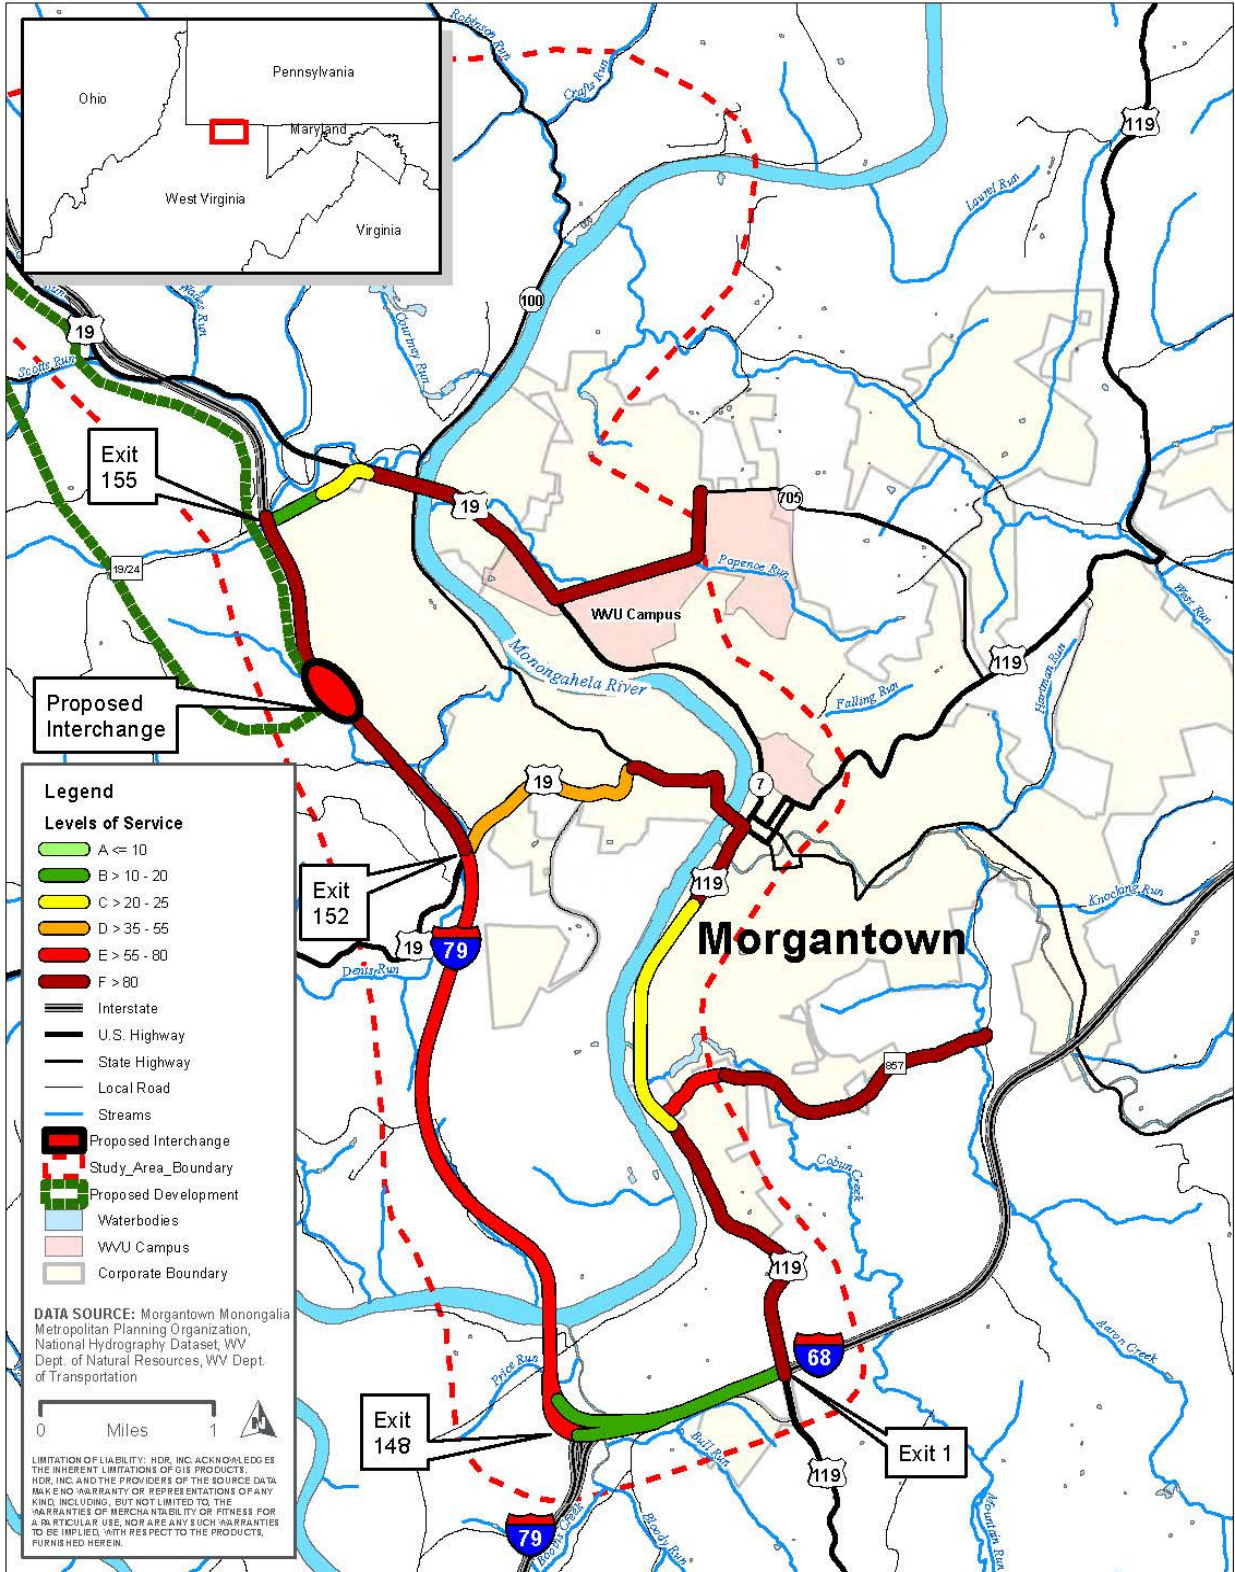 Ohio
Pennsylvania
Maryland
West Virginia
Virginia
Robinson Run
Crafts Run
119
Laurel Run
100
19
Courtney Run
Scotts Run
Exit
155
19
705
19/24
Popenoe Run
West Run
WVU Campus
119
Hartman Run
Monongahela River
Falling Run
Proposed
Interchange
19
7
Exit
152
119
Knocking Run
19
79
Morgantown
Dents Run
857
Cobun Creek
119
Aaron Creek
68
Price Run
Exit
148
Exit 1
Bull Run
119
79
Booths Creek
Bloody Run
Mountain Run
Legend
Levels of Service
A <= 10
B > 10 - 20
C > 20 - 25
D > 35 - 55
E > 55 - 80
F > 80
Interstate
U.S. Highway
State Highway
Local Road
Streams
Proposed Interchange
Study_Area_Boundary
Proposed Development
Waterbodies
WVU Campus
Corporate Boundary
DATA SOURCE: Morgantown Monongalia
Metropolitan Planning Organization,
National Hydrography Dataset, WV
Dept. of Natural Resources, WV Dept.
of Transportation
0 Miles 1
N
LIMITATION OF LIABILITY: HDR, INC. ACKNOWLEDGES
THE INHERENT LIMITATIONS OF GIS PRODUCTS.
HDR, INC. AND THE PROVIDERS OF THE SOURCE DATA
MAKE NO WARRANTY OR REPRESENTATIONS OF ANY
KIND, INCLUDING, BUT NOT LIMITED TO, THE
WARRANTIES OF MERCHANTABILITY OR FITNESS FOR
A PARTICULAR USE, NOR ARE ANY SUCH WARRANTIES
TO BE IMPLIED, WITH RESPECT TO THE PRODUCTS,
FURNISHED HEREIN.